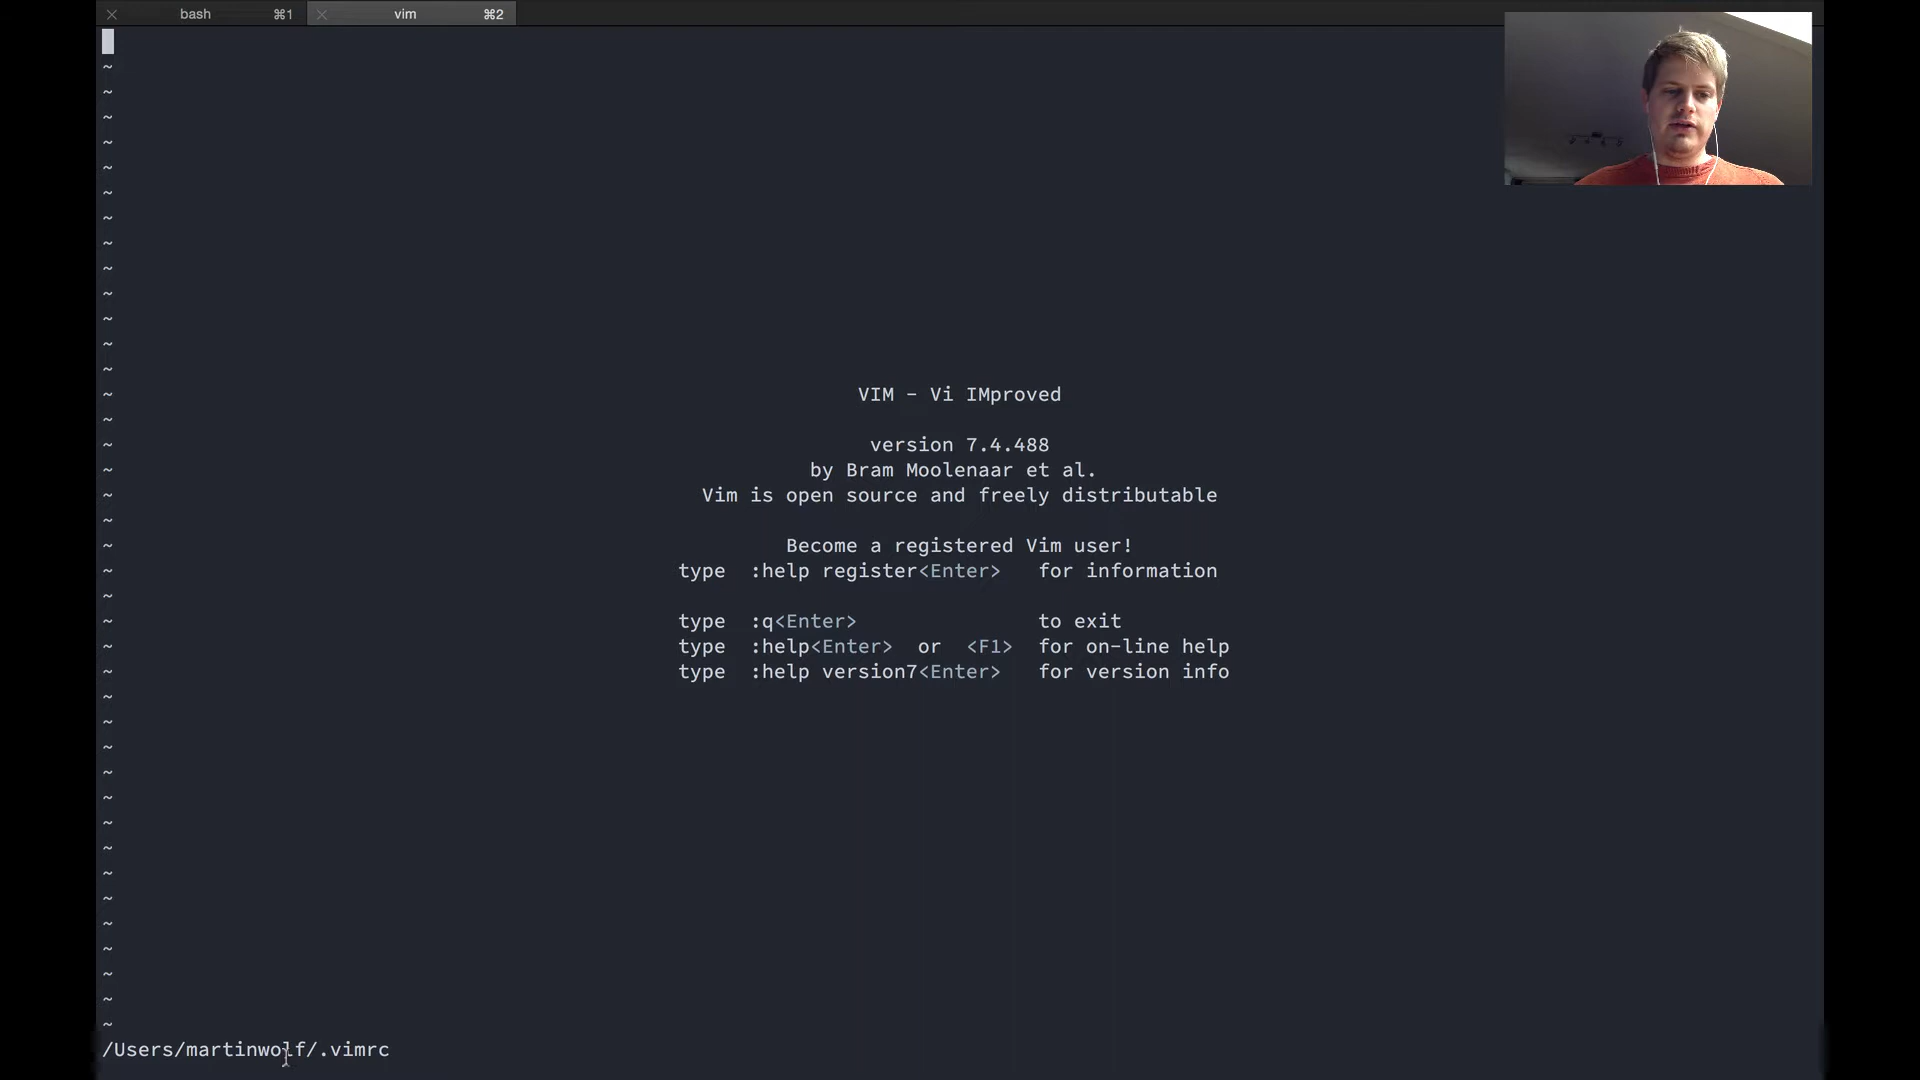 bash ⌘1 vim ⌘2
~
~
~
~
~
~
~
~
~
~
~
~
~
~ VIM - Vi IMproved
~
~ version 7.4.488
~ by Bram Moolenaar et al.
~ Vim is open source and freely distributable
~
~ Become a registered Vim user!
~ type :help register<Enter> for information
~
~ type :q<Enter> to exit
~ type :help<Enter> or <F1> for on-line help
~ type :help version7<Enter> for version info
~
~
~
~
~
~
~
~
~
~
~
~
~
~
/Users/martinwolf/.vimrc